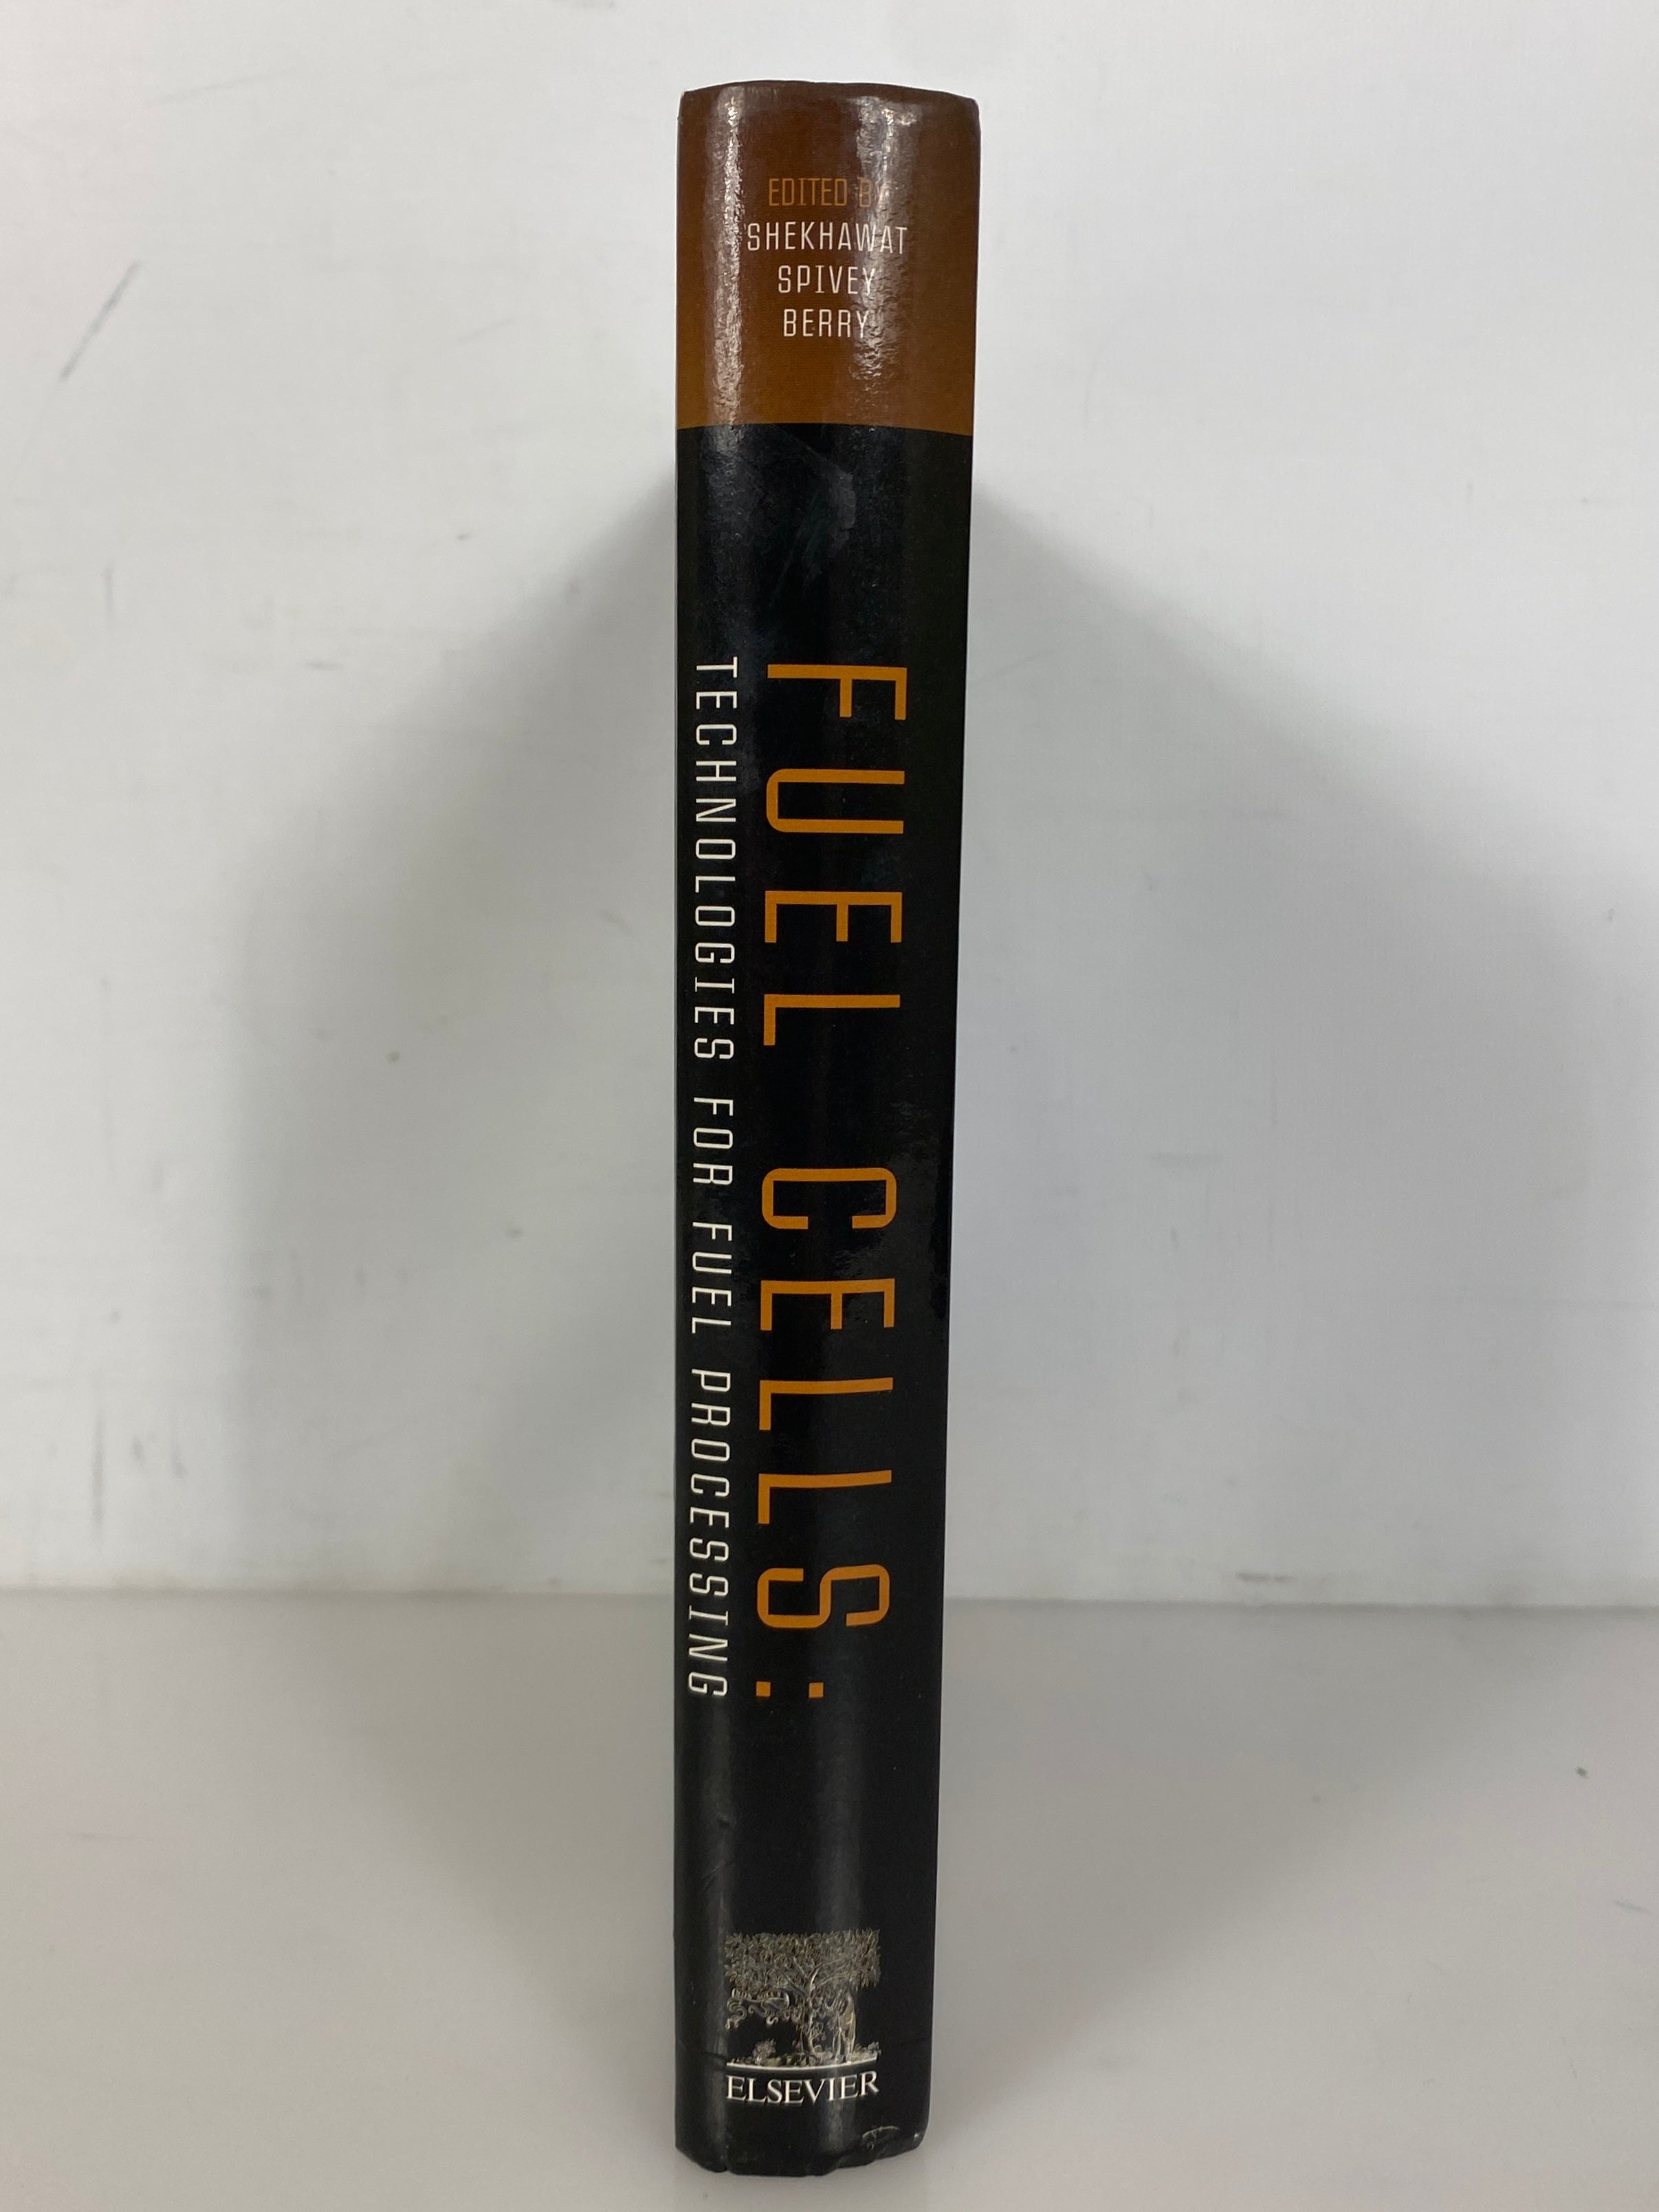 EDITED BY
SHEKHAWAT
SPIVEY
BERRY
FUEL CELLS:
TECHNOLOGIES FOR FUEL PROCESSING
ELSEVIER